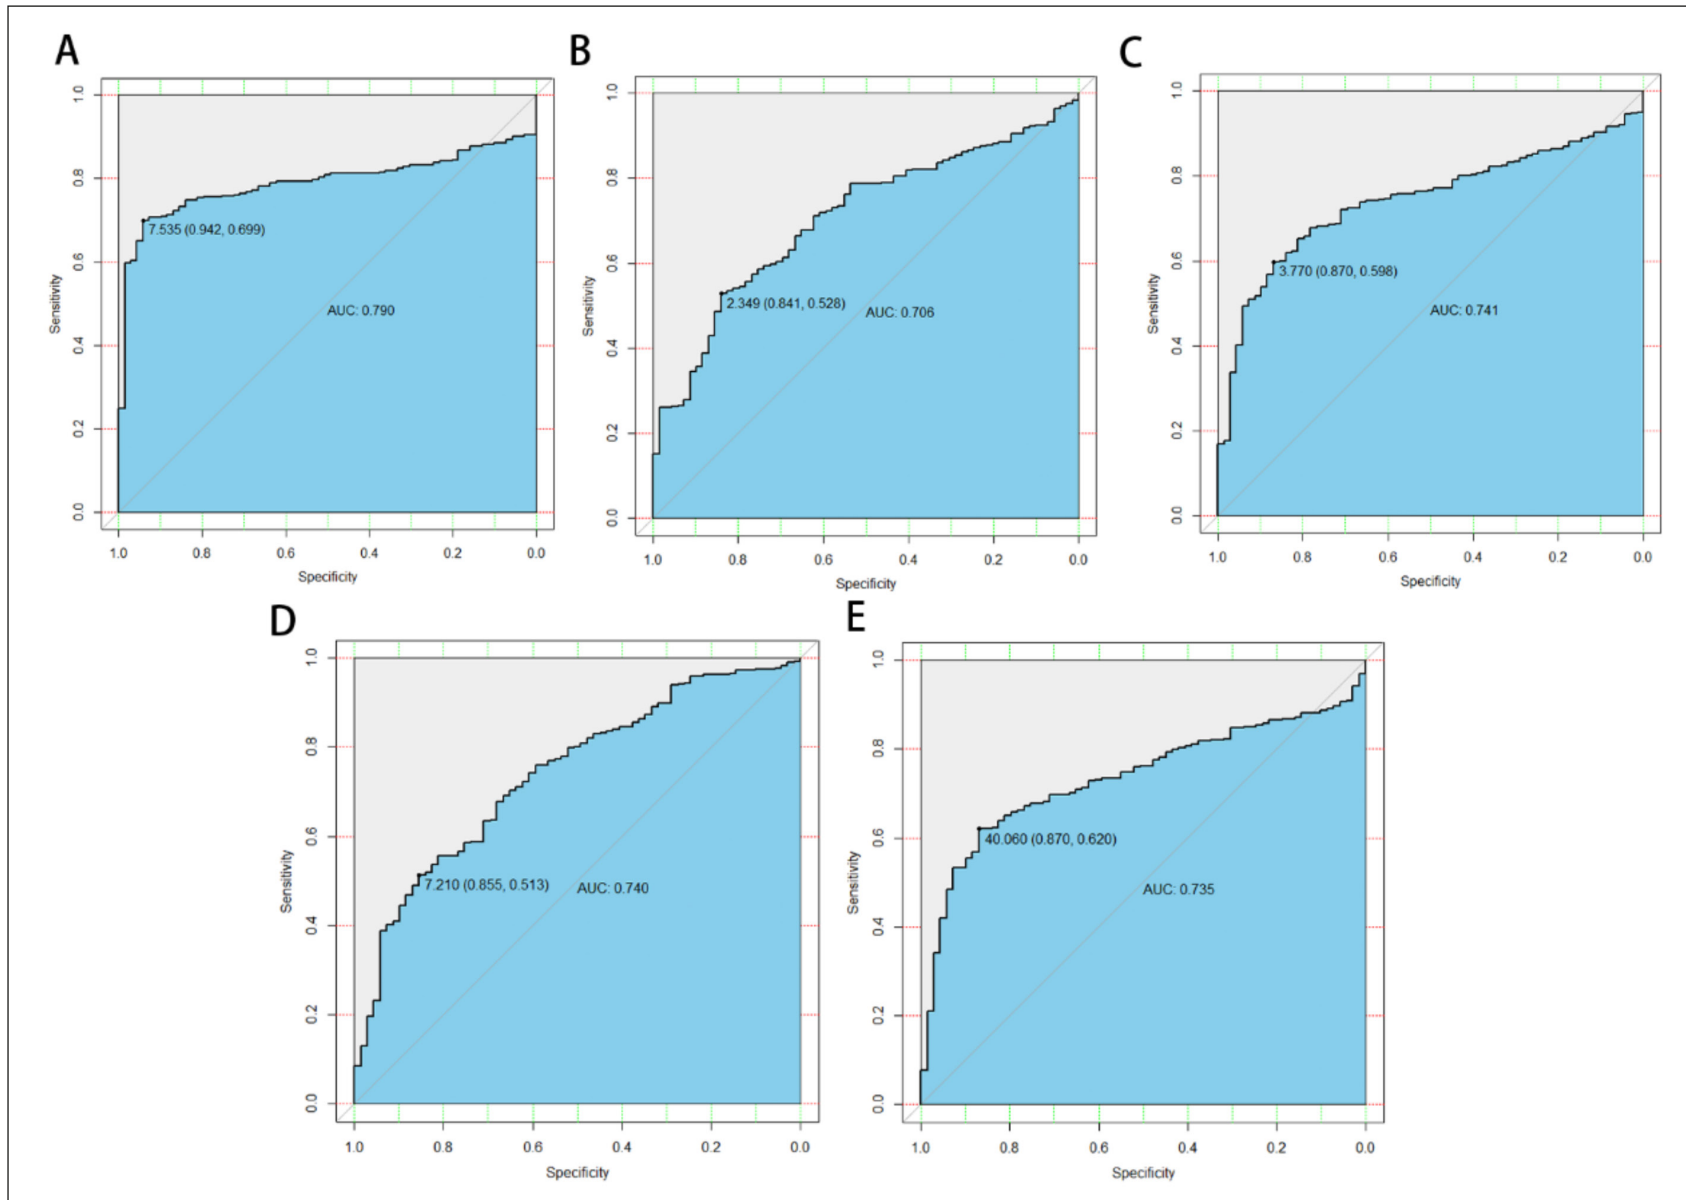 A
1.0
0.8
0.6
0.4
0.2
0.0
Sensitivity
7.535 (0.942, 0.699)
AUC: 0.790
1.0 0.8 0.6 0.4 0.2 0.0
Specificity
B
1.0
0.8
0.6
0.4
0.2
0.0
Sensitivity
2.349 (0.841, 0.528)
AUC: 0.706
1.0 0.8 0.6 0.4 0.2 0.0
Specificity
C
1.0
0.8
0.6
0.4
0.2
0.0
Sensitivity
3.770 (0.870, 0.598)
AUC: 0.741
1.0 0.8 0.6 0.4 0.2 0.0
Specificity
D
1.0
0.8
0.6
0.4
0.2
0.0
Sensitivity
7.210 (0.855, 0.513)
AUC: 0.740
1.0 0.8 0.6 0.4 0.2 0.0
Specificity
E
1.0
0.8
0.6
0.4
0.2
0.0
Sensitivity
40.060 (0.870, 0.620)
AUC: 0.735
1.0 0.8 0.6 0.4 0.2 0.0
Specificity